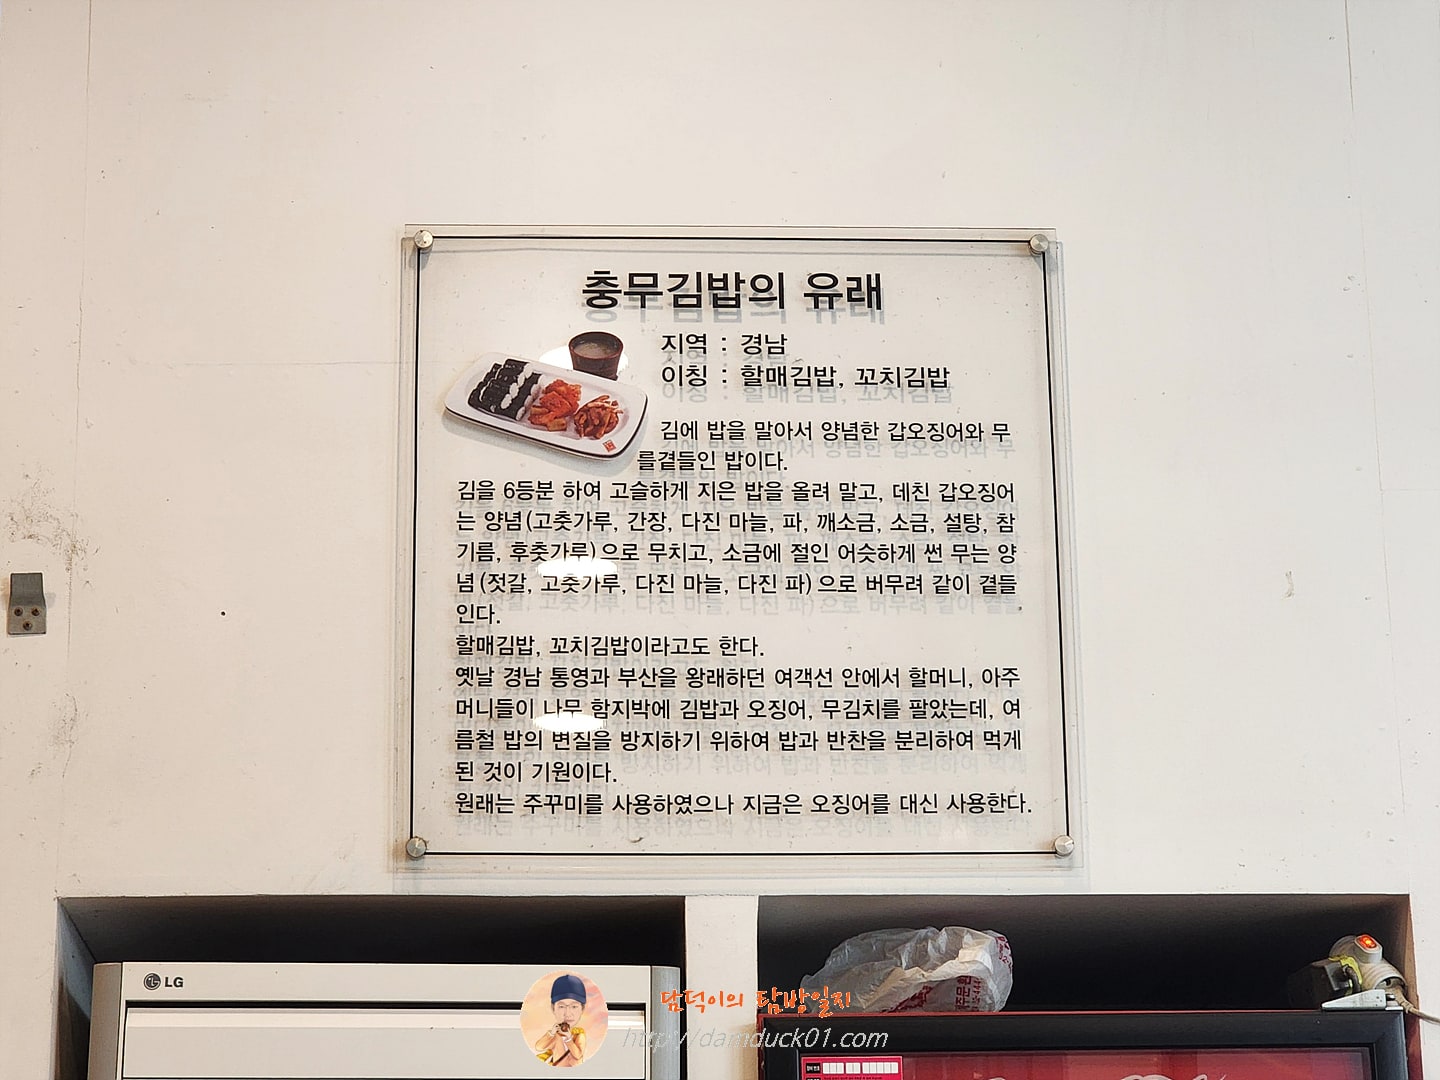 충무김밥의 유래
지역 : 경남
이칭 : 할매김밥, 꼬치김밥
김에 밥을 말아서 양념한 갑오징어와 무
를곁들인 밥이다.
김을 6등분 하여 고슬하게 지은 밥을 올려 말고, 데친 갑오징어
는 양념(고춧가루, 간장, 다진 마늘, 파, 깨소금, 소금, 설탕, 참
기름, 후춧가루)으로 무치고, 소금에 절인 어슷하게 썬 무는 양
념(젓갈, 고춧가루, 다진 마늘, 다진 파)으로 버무려 같이 곁들
인다.
할매김밥, 꼬치김밥이라고도 한다.
옛날 경남 통영과 부산을 왕래하던 여객선 안에서 할머니, 아주
머니들이 나무 함지박에 김밥과 오징어, 무김치를 팔았는데, 여
름철 밥의 변질을 방지하기 위하여 밥과 반찬을 분리하여 먹게
된 것이 기원이다.
원래는 주꾸미를 사용하였으나 지금은 오징어를 대신 사용한다.
LG
담덕이의 탐방일지
http://damduck01.com